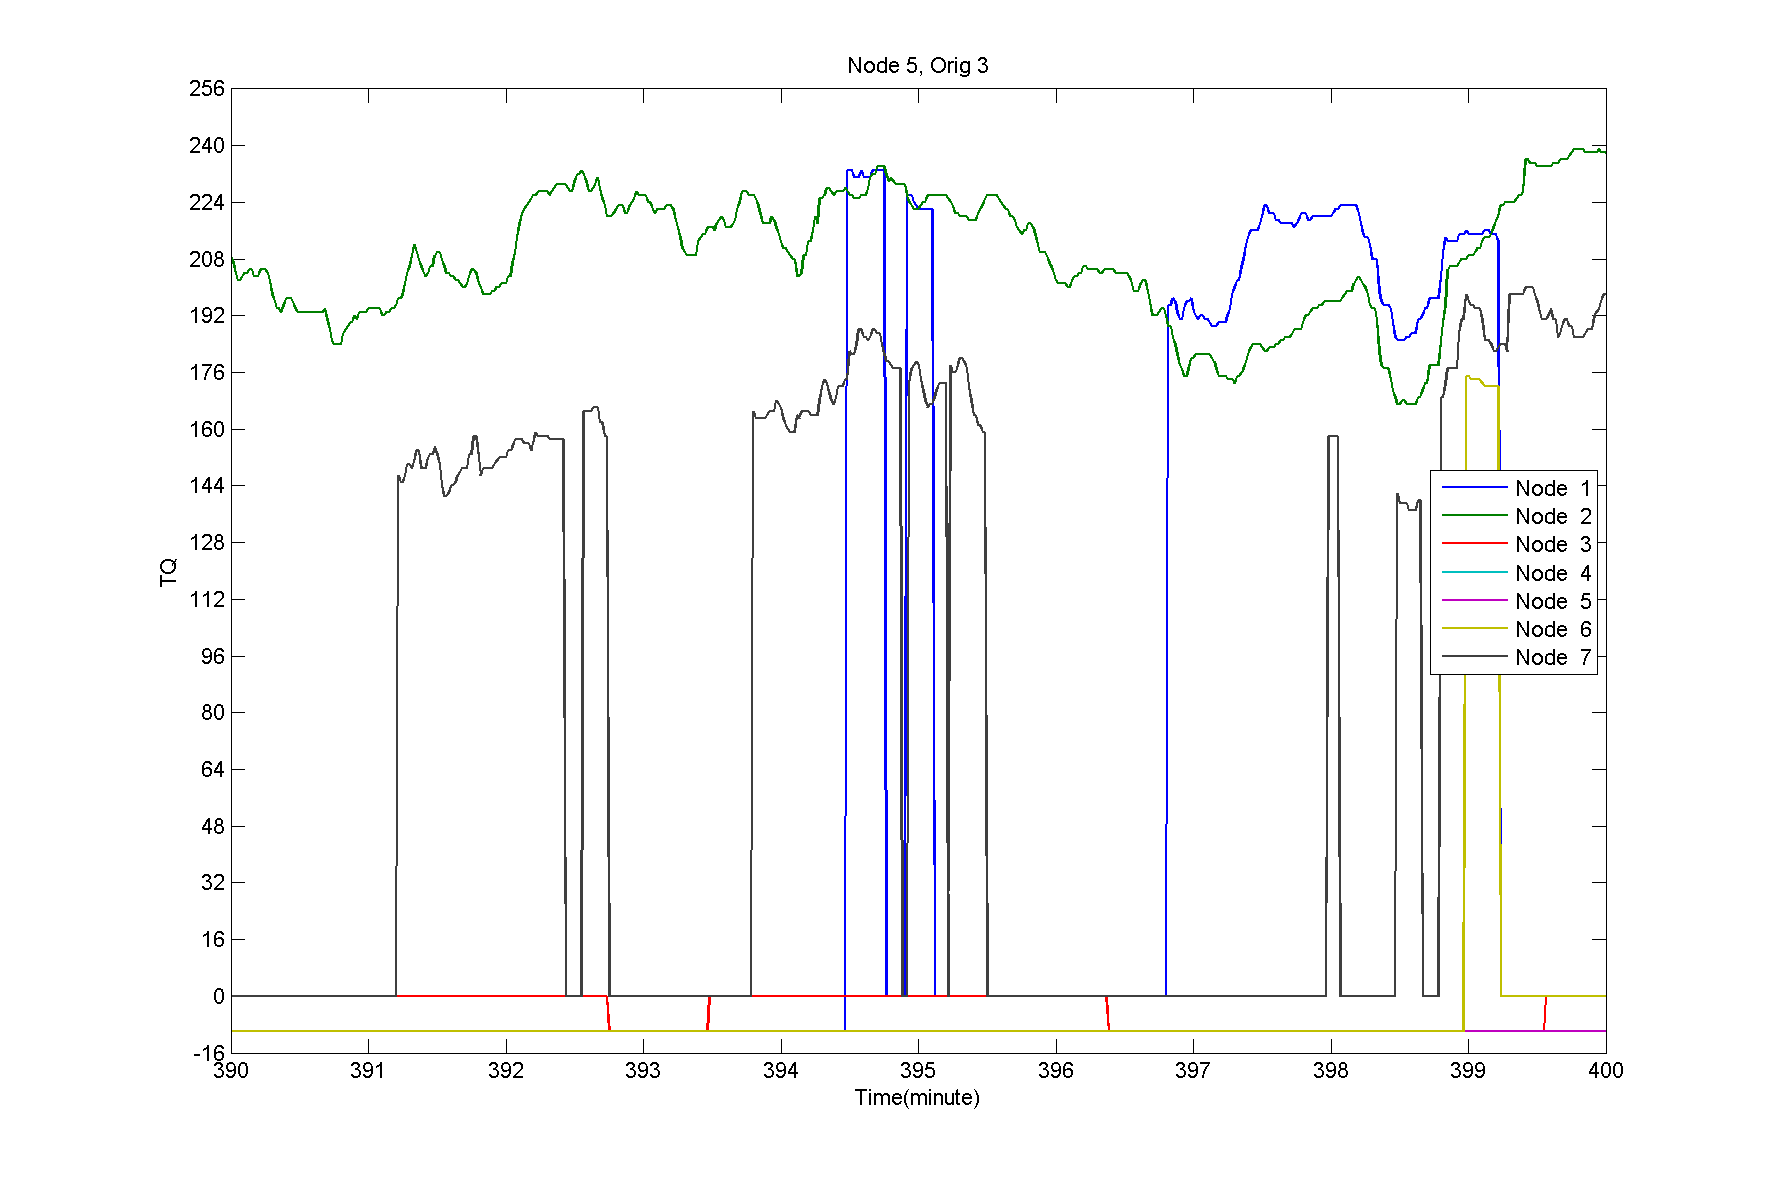 Node 5, Orig 3
256
240
224
208
192
176
160
144
128
112
96
80
64
48
32
16
0
-16
TQ
Node 1
Node 2
Node 3
Node 4
Node 5
Node 6
Node 7
390 391 392 393 394 395 396 397 398 399 400
Time(minute)